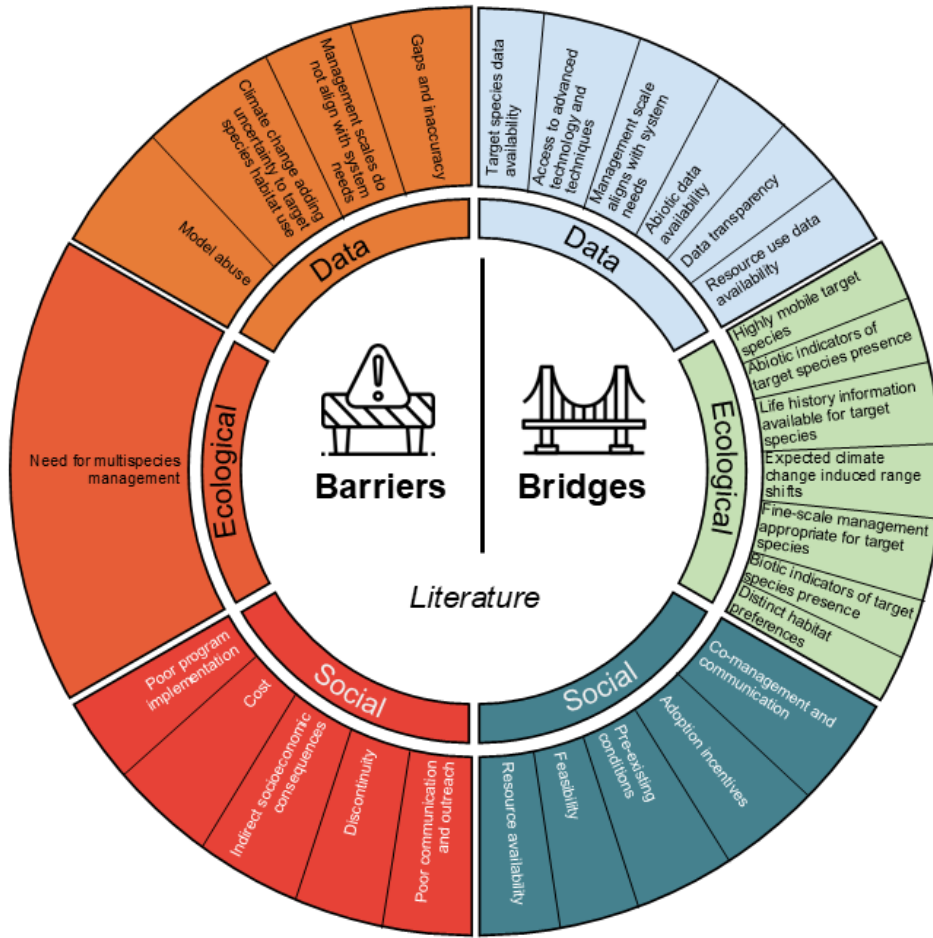 Gaps and inaccuracy
Management scales do
not align with system
needs
Climate change adding
uncertainty to target
species habitat use
Model abuse
Data
Target species data
availability
Access to advanced
technology and
techniques
Management scale
aligns with system
needs
Abiotic data
availability
Data transparency
Resource use data
availability
Data
Highly mobile target
species
Abiotic indicators of
target species presence
Life history information
available for target
species
Expected climate
change induced range
shifts
Fine-scale management
appropriate for target
species
Biotic indicators of target
species presence
Distinct habitat
preferences
Ecological
Need for multispecies
management
Ecological
Barriers
Bridges
Literature
Poor program
implementation
Cost
Indirect socioeconomic
consequences
Discontinuity
Poor communication
and outreach
Social
Resource availability
Feasibility
Pre-existing
conditions
Adoption incentives
Co-management and
communication
Social